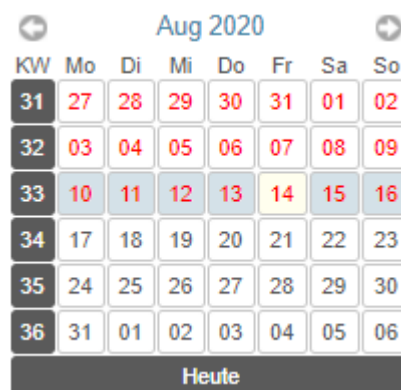 Aug 2020
KW Mo Di Mi Do Fr Sa So
31 27 28 29 30 31 01 02
32 03 04 05 06 07 08 09
33 10 11 12 13 14 15 16
34 17 18 19 20 21 22 23
35 24 25 26 27 28 29 30
36 31 01 02 03 04 05 06
Heute